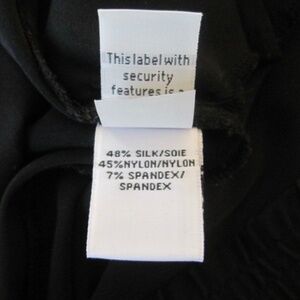 This label with
security
features is a
48% SILK/SOIE
45%NYLON/NYLON
7% SPANDEX/
SPANDEX